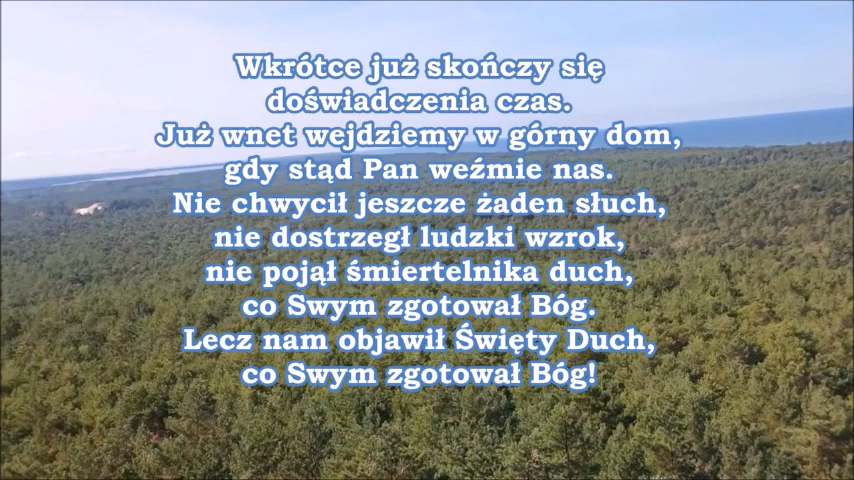 Wkrótce już skończy się
doświadczenia czas.
Już wnet wejdziemy w górny dom,
gdy stąd Pan weźmie nas.
Nie chwycił jeszcze żaden słuch,
nie dostrzegł ludzki wzrok,
nie pojął śmiertelnika duch,
co Swym zgotował Bóg.
Lecz nam objawił Święty Duch,
co Swym zgotował Bóg!